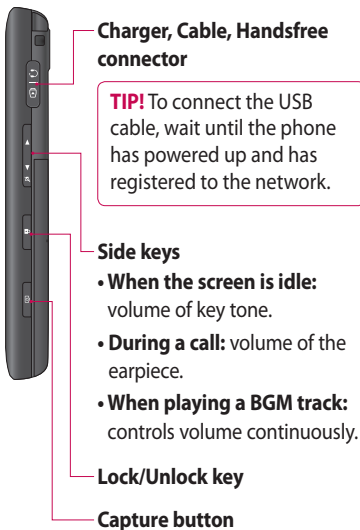 Charger, Cable, Handsfree
connector
TIP! To connect the USB
cable, wait until the phone
has powered up and has
registered to the network.
Side keys
• When the screen is idle:
volume of key tone.
• During a call: volume of the
earpiece.
• When playing a BGM track:
controls volume continuously.
Lock/Unlock key
Capture button